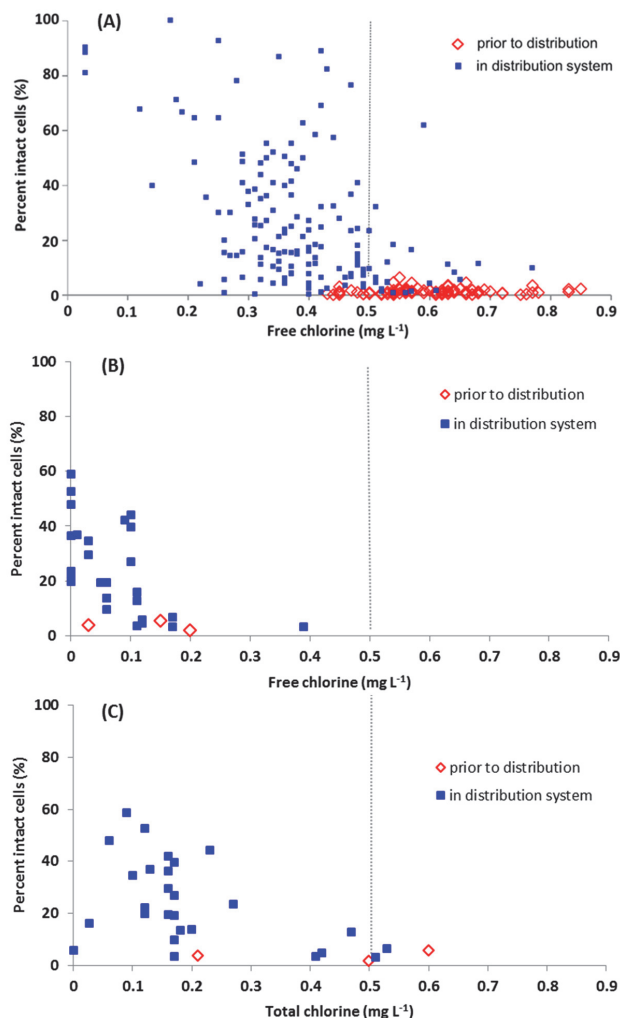 (A)
prior to distribution
in distribution system
Percent intact cells (%)
100
80
60
40
20
0
0 0.1 0.2 0.3 0.4 0.5 0.6 0.7 0.8 0.9
Free chlorine (mg L-1)
(B)
prior to distribution
in distribution system
Percent intact cells (%)
100
80
60
40
20
0
0 0.1 0.2 0.3 0.4 0.5 0.6 0.7 0.8 0.9
Free chlorine (mg L-1)
(C)
prior to distribution
in distribution system
Percent intact cells (%)
100
80
60
40
20
0
0 0.1 0.2 0.3 0.4 0.5 0.6 0.7 0.8 0.9
Total chlorine (mg L-1)